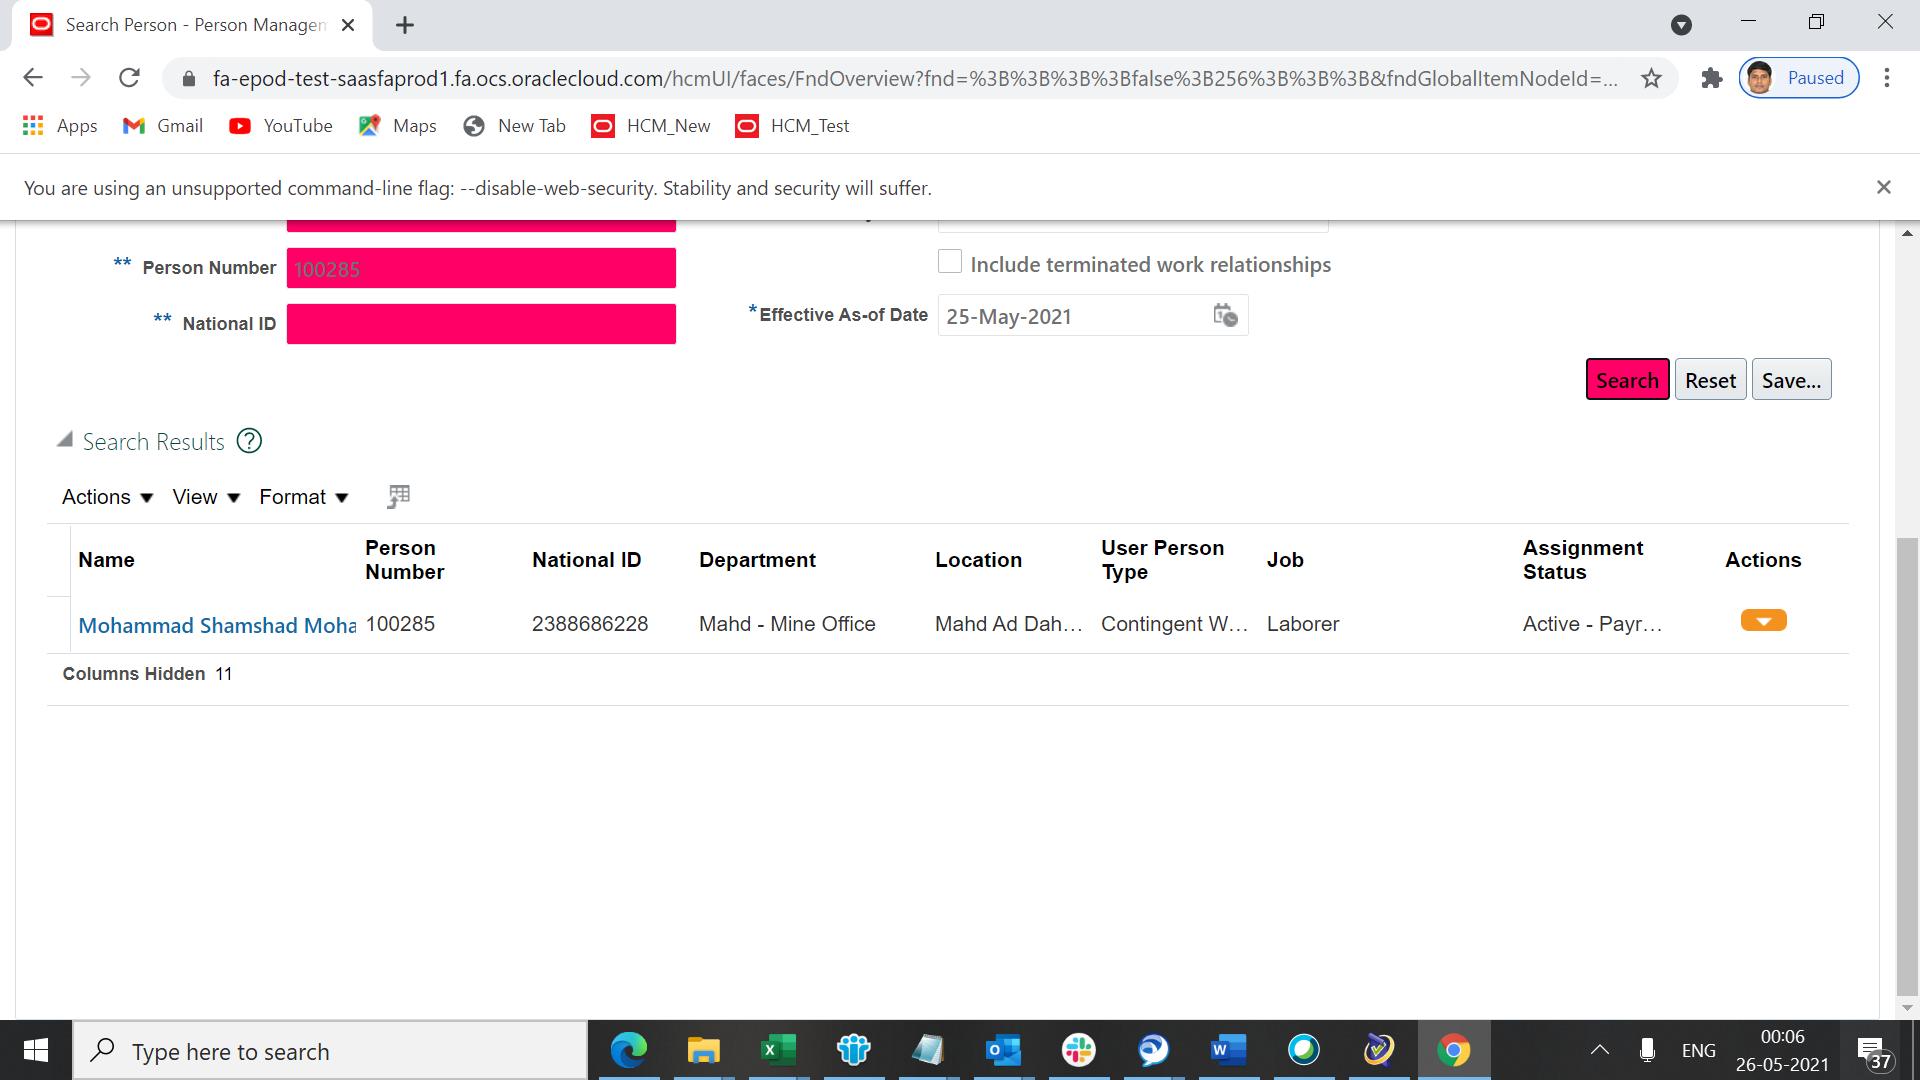 Search Person - Person Managem
fa-epod-test-saasfaprod1.fa.ocs.oraclecloud.com/hcmUI/faces/FndOverview?fnd=%3B%3B%3B%3Bfalse%3B256%3B%3B%3B&fndGlobalItemNodeId=...
Paused
Apps Gmail YouTube Maps New Tab HCM_New HCM_Test
You are using an unsupported command-line flag: --disable-web-security. Stability and security will suffer.
** Person Number 100285
Include terminated work relationships
** National ID
*Effective As-of Date 25-May-2021
Search Reset Save...
Search Results ?
Actions View Format
Name Person Number National ID Department Location User Person Type Job Assignment Status Actions
Mohammad Shamshad Moha 100285 2388686228 Mahd - Mine Office Mahd Ad Dah... Contingent W... Laborer Active - Payr...
Columns Hidden 11
Type here to search
ENG
00:06
26-05-2021
37